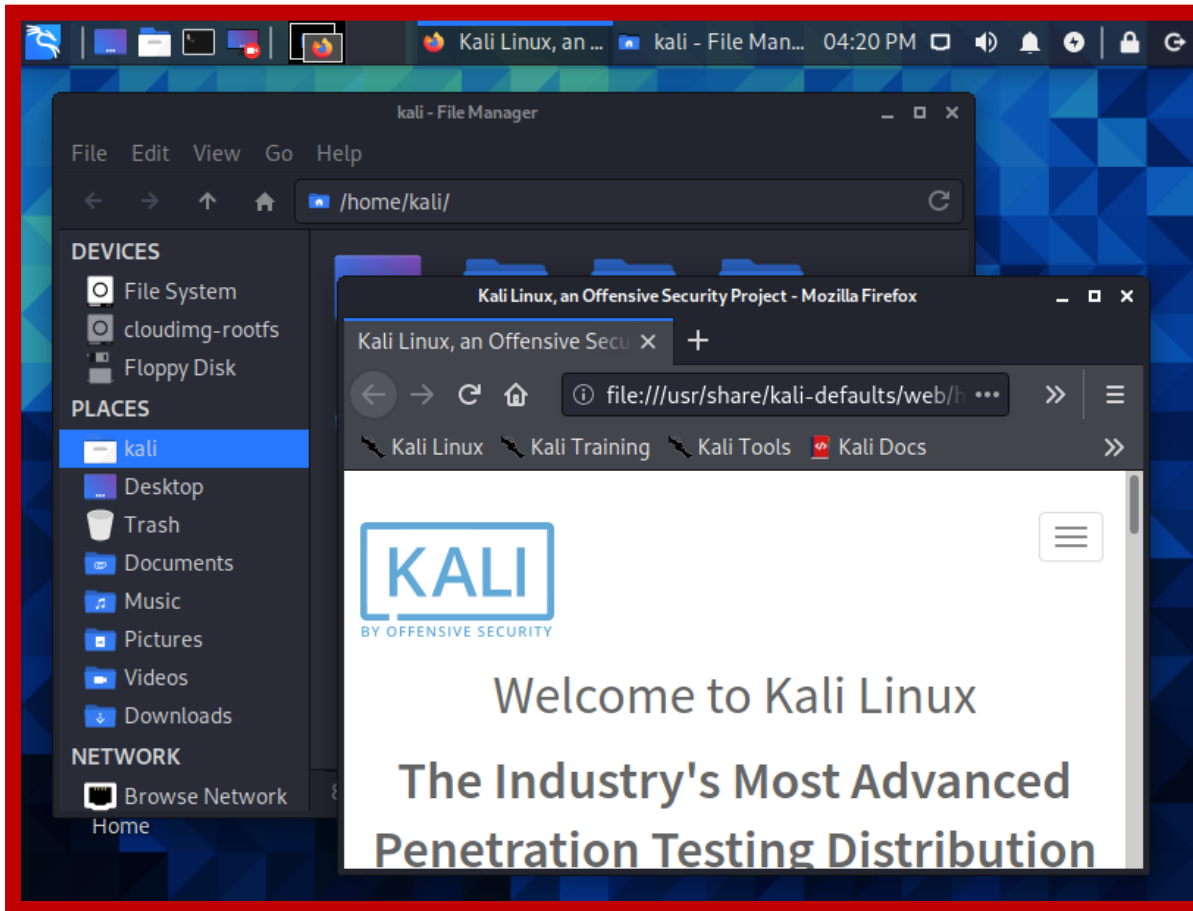 Kali Linux, an ... kali - File Man... 04:20 PM
kali - File Manager
File Edit View Go Help
/home/kali/
DEVICES
File System
cloudimg-rootfs
Floppy Disk
PLACES
kali
Desktop
Trash
Documents
Music
Pictures
Videos
Downloads
NETWORK
Browse Network
Home
Kali Linux, an Offensive Security Project - Mozilla Firefox
Kali Linux, an Offensive Secu
file:///usr/share/kali-defaults/web/h
Kali Linux Kali Training Kali Tools Kali Docs
KALI
BY OFFENSIVE SECURITY
Welcome to Kali Linux
The Industry's Most Advanced
Penetration Testing Distribution